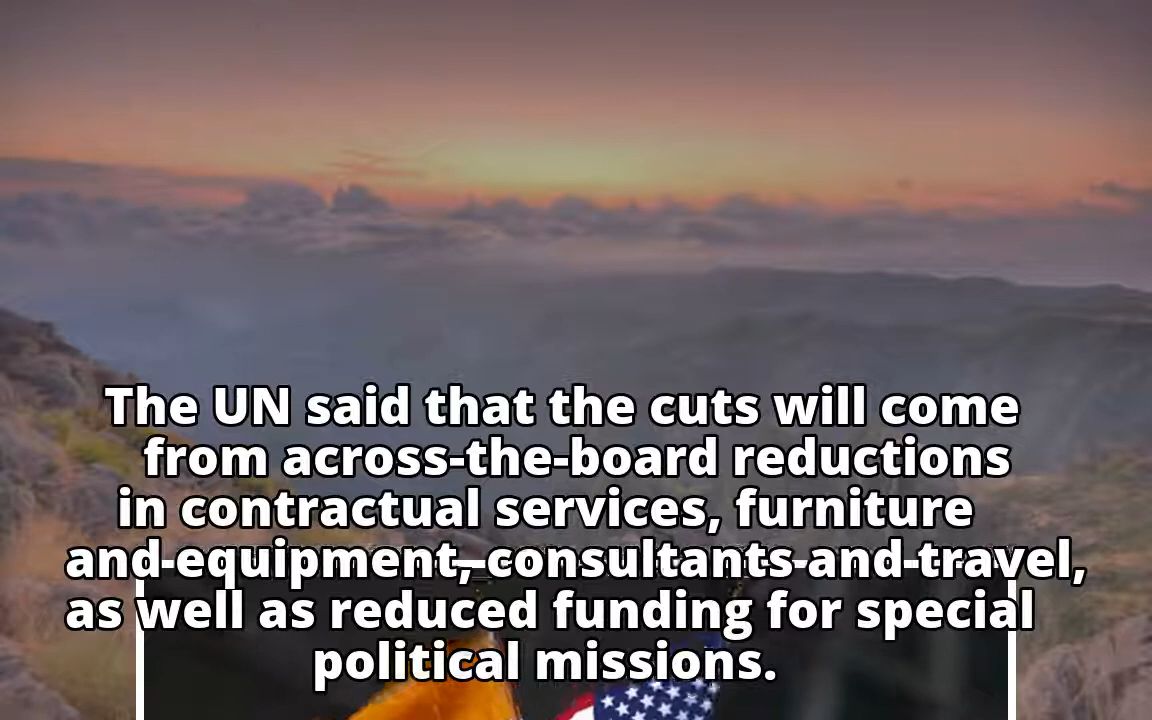 The UN said that the cuts will come
from across-the-board reductions
in contractual services, furniture
and equipment, consultants and travel,
as well as reduced funding for special
political missions.